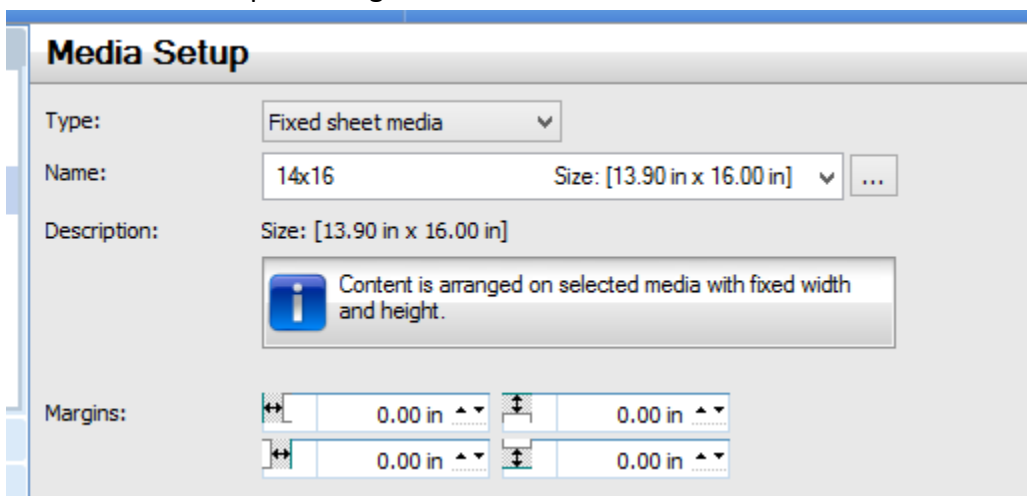 Media Setup
Type: Fixed sheet media
Name: 14x16 Size: [13.90 in x 16.00 in] ...
Description: Size: [13.90 in x 16.00 in]
Content is arranged on selected media with fixed width
and height.
Margins: 0.00 in 0.00 in
0.00 in 0.00 in